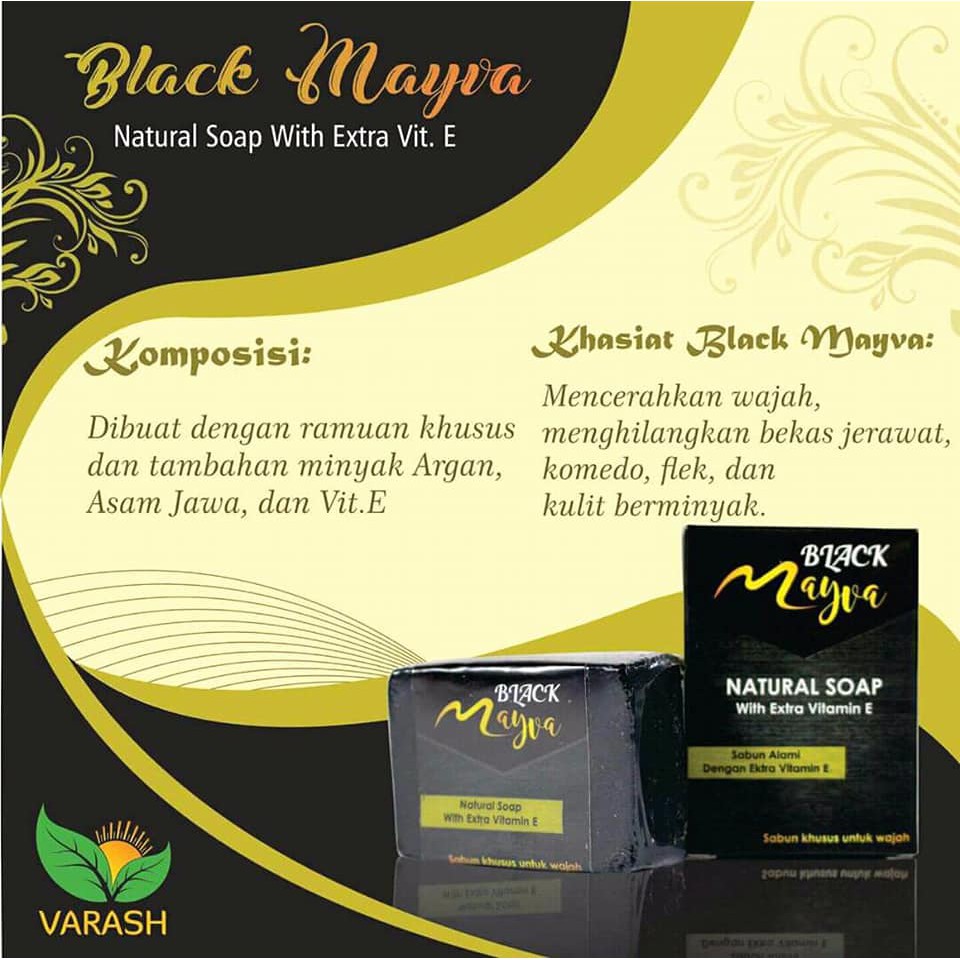 Black Mayva
Natural Soap With Extra Vit. E
Komposisi:
Dibuat dengan ramuan khusus
dan tambahan minyak Argan,
Asam Jawa, dan Vit.E
Khasiat Black Mayva:
Mencerahkan wajah,
menghilangkan bekas jerawat,
komedo, flek, dan
kulit berminyak.
BLACK
Mayva
NATURAL SOAP
With Extra Vitamin E
Sabun Alami
Dengan Ektra Vitamin E
Sabun khusus untuk wajah
BLACK
Mayva
Natural Soap
With Extra Vitamin E
Sabun khusus untuk wajah
VARASH